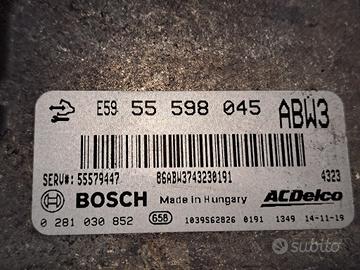 E59 55 598 045 ABW3
SERV#: 55579447 86ABW3743230191 4323
BOSCH Made in Hungary ACDelco
0 281 030 852 658 1039S62826 0191 1349 14-11-19
subito